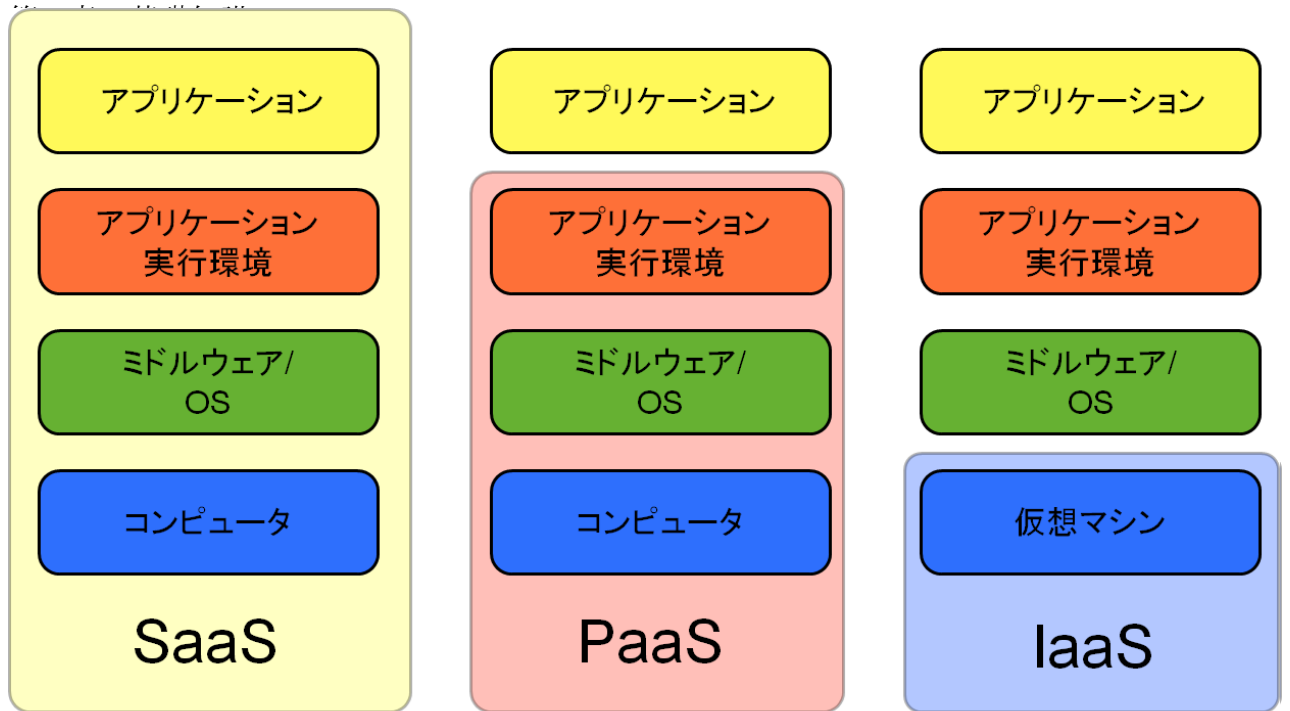 アプリケーション
アプリケーション
実行環境
ミドルウェア/
OS
コンピュータ
SaaS
アプリケーション
アプリケーション
実行環境
ミドルウェア/
OS
コンピュータ
PaaS
アプリケーション
アプリケーション
実行環境
ミドルウェア/
OS
仮想マシン
IaaS